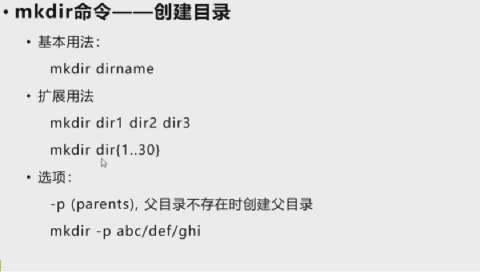 • mkdir命令——创建目录
• 基本用法：
mkdir dirname
• 扩展用法
mkdir dir1 dir2 dir3
mkdir dir{1..30}
• 选项：
-p (parents), 父目录不存在时创建父目录
mkdir -p abc/def/ghi